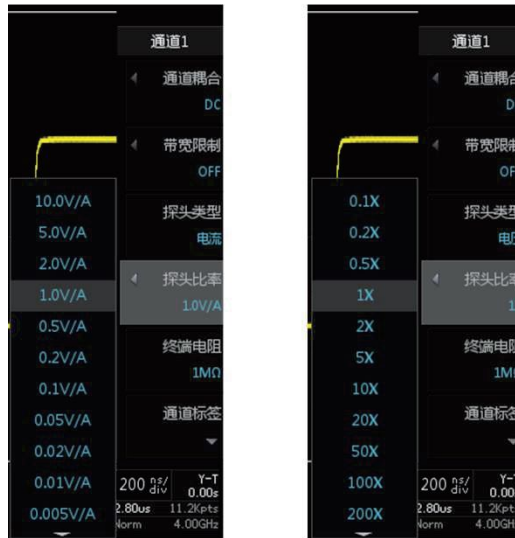 通道1
通道耦合
DC
带宽限制
OFF
10.0V/A
5.0V/A
2.0V/A
1.0V/A
0.5V/A
0.2V/A
0.1V/A
0.05V/A
0.02V/A
0.01V/A
0.005V/A
探头类型
电流
探头比率
1.0V/A
终端电阻
1MΩ
通道标签
200 ns/div
Y-T
0.00s
2.80us 11.2Kpts
Norm 4.00GHz
通道1
通道耦合
D
带宽限制
OF
0.1X
0.2X
0.5X
1X
2X
5X
10X
20X
50X
100X
200X
探头类型
电压
探头比率
1
终端电阻
1M
通道标签
200 ns/div
Y-T
0.00
2.80us 11.2Kpts
Norm 4.00GHz